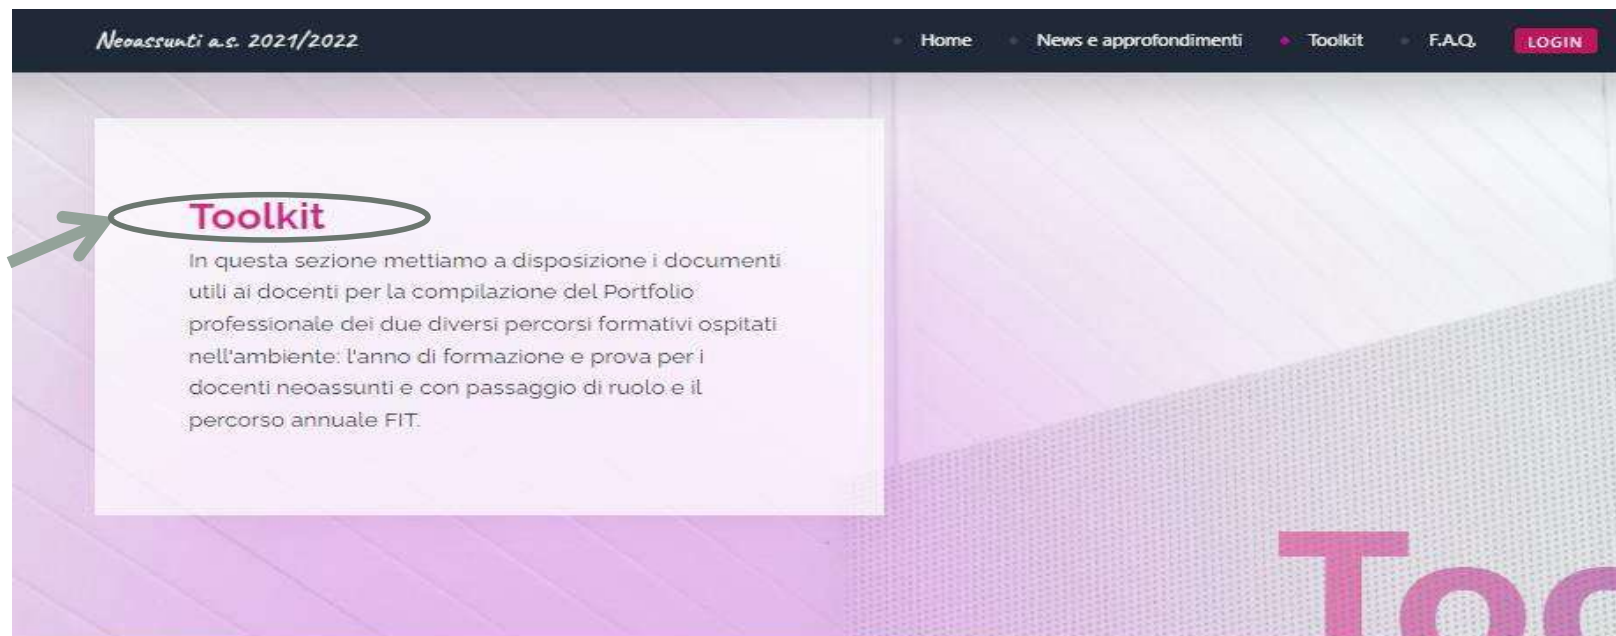 Neoassunti a.s. 2021/2022
Home
News e approfondimenti
Toolkit
F.A.Q.
LOGIN
Toolkit
In questa sezione mettiamo a disposizione i documenti
utili ai docenti per la compilazione del Portfolio
professionale dei due diversi percorsi formativi ospitati
nell'ambiente: l'anno di formazione e prova per i
docenti neoassunti e con passaggio di ruolo e il
percorso annuale FIT.
Too